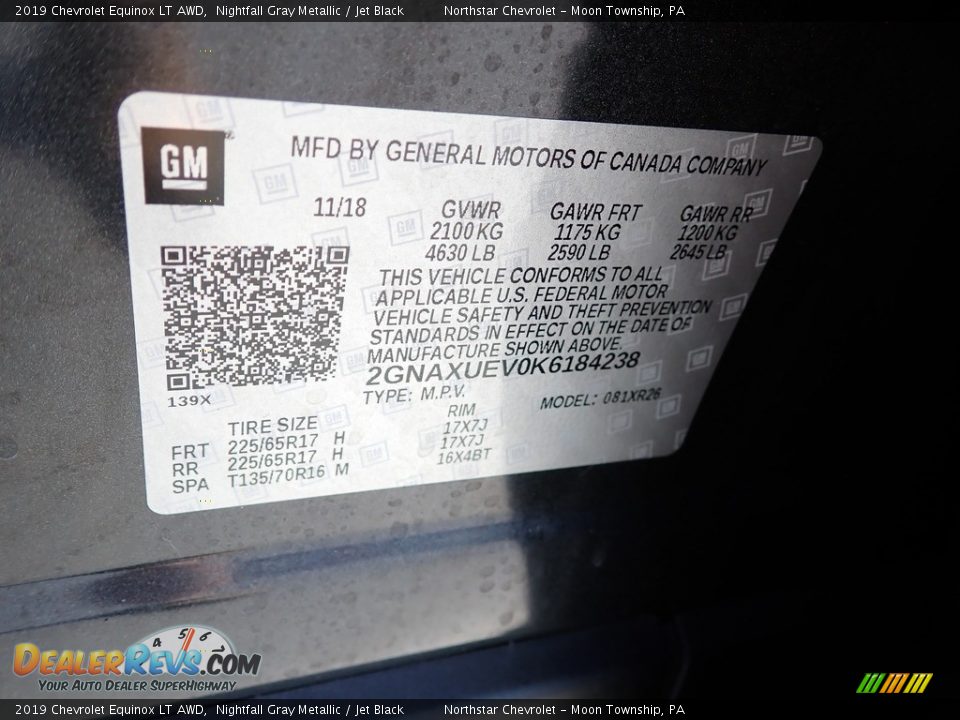 2019 Chevrolet Equinox LT AWD, Nightfall Gray Metallic / Jet Black Northstar Chevrolet – Moon Township, PA
GM
MFD BY GENERAL MOTORS OF CANADA COMPANY
11/18 GVWR GAWR FRT GAWR RR
2100 KG 1175 KG 1200 KG
4630 LB 2590 LB 2645 LB
THIS VEHICLE CONFORMS TO ALL
APPLICABLE U.S. FEDERAL MOTOR
VEHICLE SAFETY AND THEFT PREVENTION
STANDARDS IN EFFECT ON THE DATE OF
MANUFACTURE SHOWN ABOVE.
2GNAXUEV0K6184238
139X TYPE: M.P.V. MODEL: 081XR26
TIRE SIZE RIM
FRT 225/65R17 H 17X7J
RR 225/65R17 H 17X7J
SPA T135/70R16 M 16X4BT
4 5 6 7
DealerRevs.com
Your Auto Dealer SuperHighway
2019 Chevrolet Equinox LT AWD, Nightfall Gray Metallic / Jet Black Northstar Chevrolet – Moon Township, PA